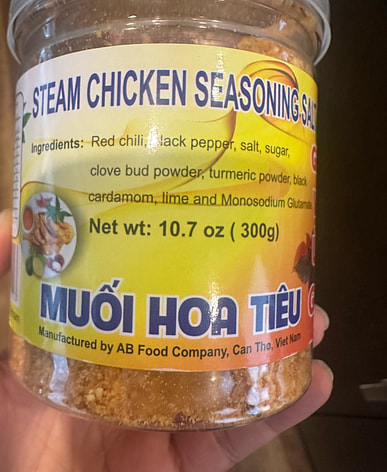 STEAM CHICKEN SEASONING SALT
Ingredients: Red chili, black pepper, salt, sugar,
clove bud powder, turmeric powder, black
cardamom, lime and Monosodium Glutamate
Net wt: 10.7 oz ( 300g)
MUỐI HOA TIÊU
Manufactured by AB Food Company, Can Tho, Viet Nam